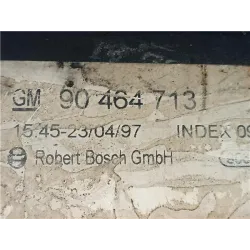 GM 90 464 713
15:45-23/04/97 INDEX 09
Robert Bosch GmbH